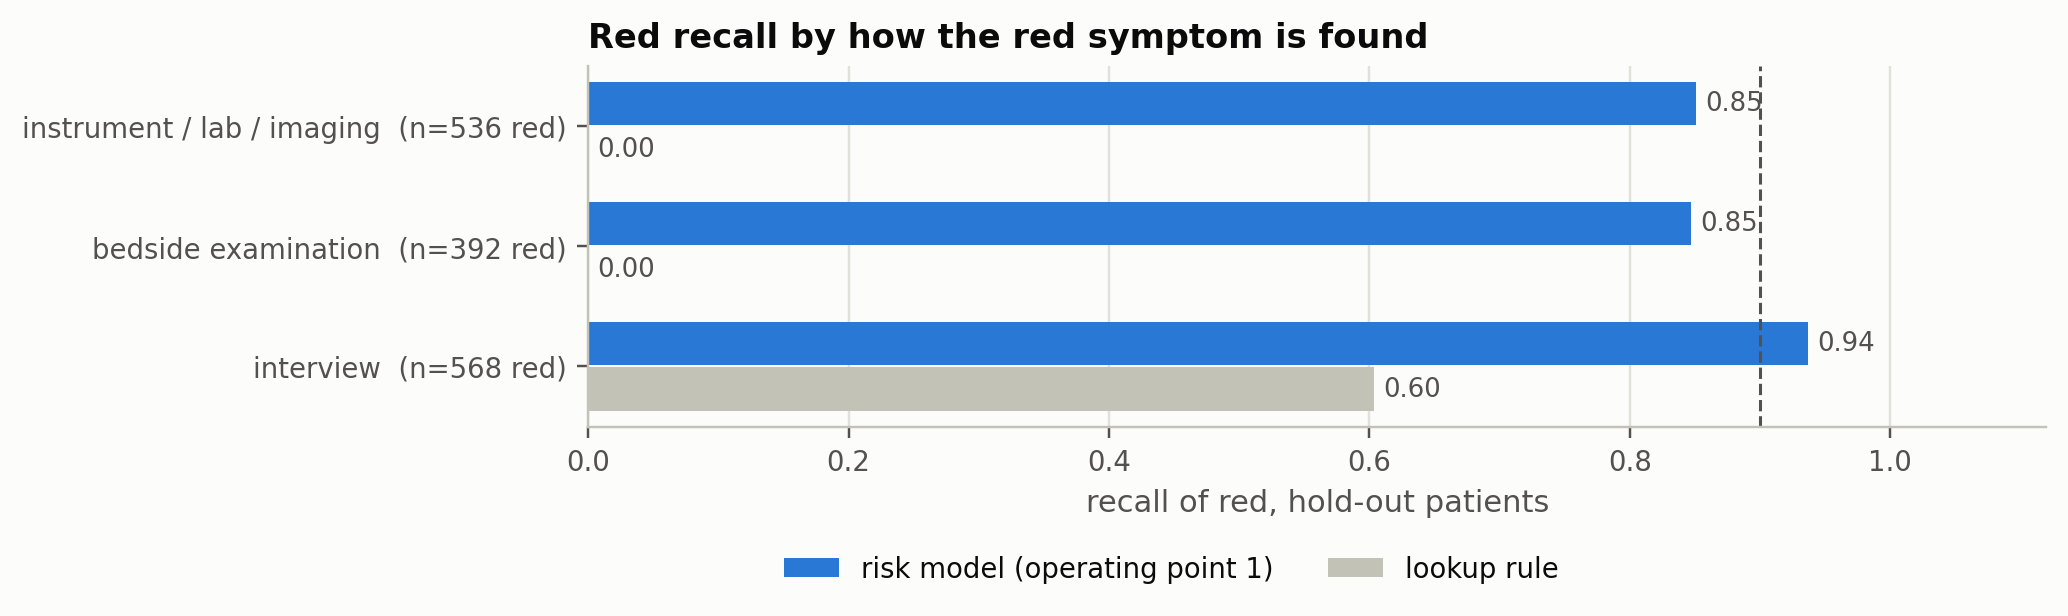 Red recall by how the red symptom is found
instrument / lab / imaging (n=536 red)
0.85
0.00
bedside examination (n=392 red)
0.85
0.00
interview (n=568 red)
0.94
0.60
0.0 0.2 0.4 0.6 0.8 1.0
recall of red, hold-out patients
risk model (operating point 1) lookup rule